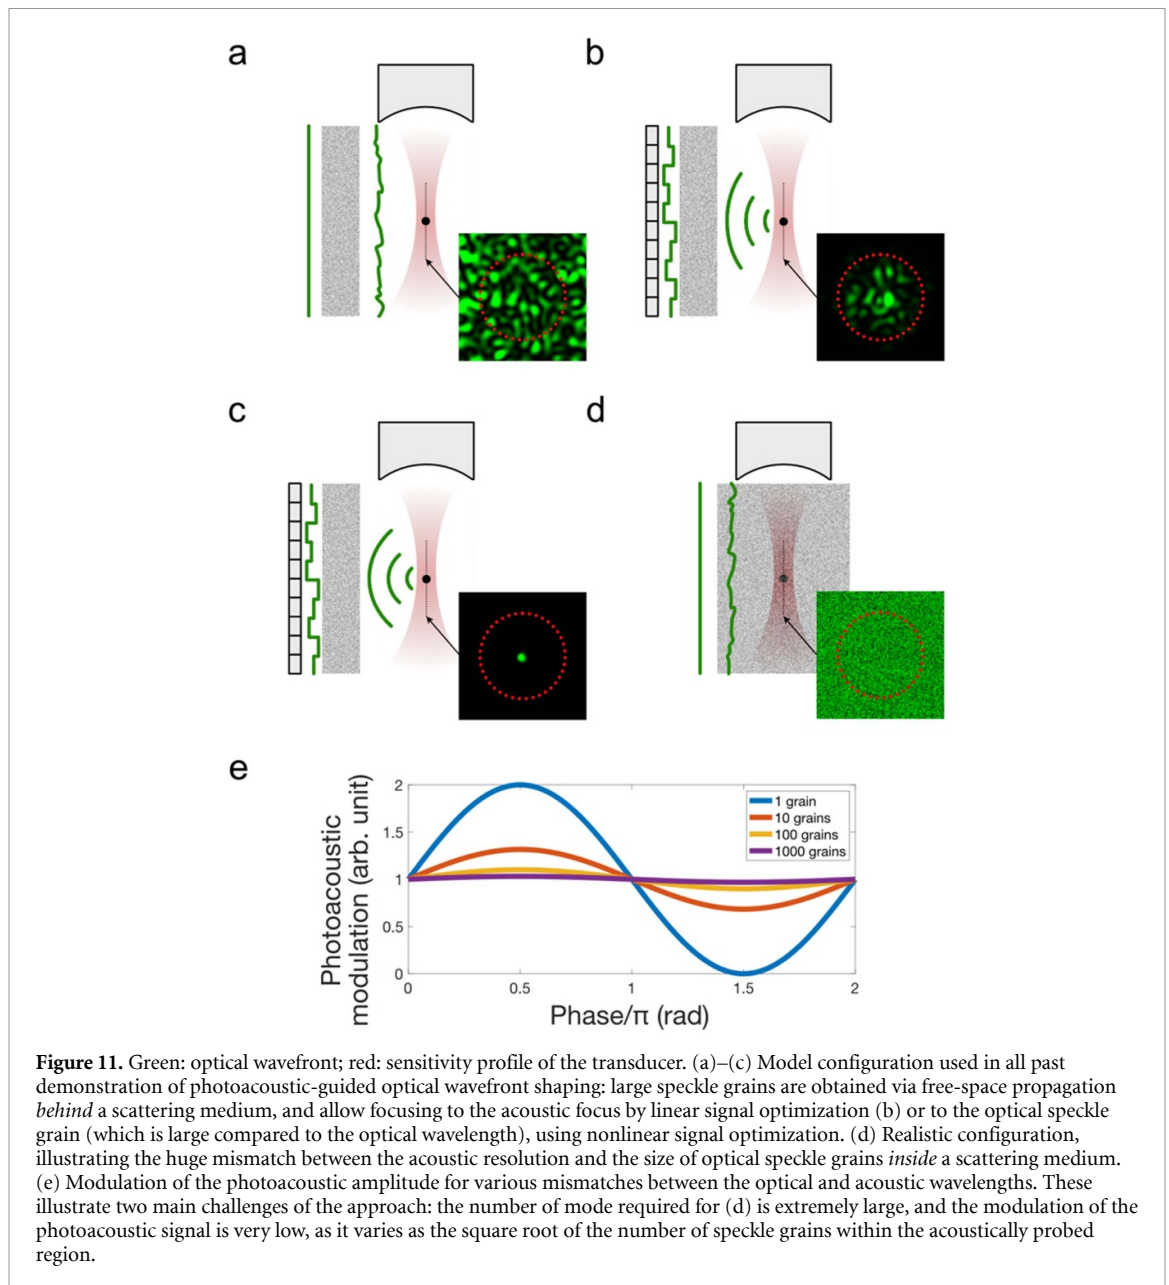 a
b
c
d
e
Photoacoustic
modulation (arb. unit)
2
1.5
1
0.5
0
1 grain
10 grains
100 grains
1000 grains
0
0.5
1
1.5
2
Phase/π (rad)
Figure 11. Green: optical wavefront; red: sensitivity profile of the transducer. (a)–(c) Model configuration used in all past
demonstration of photoacoustic-guided optical wavefront shaping: large speckle grains are obtained via free-space propagation
behind a scattering medium, and allow focusing to the acoustic focus by linear signal optimization (b) or to the optical speckle
grain (which is large compared to the optical wavelength), using nonlinear signal optimization. (d) Realistic configuration,
illustrating the huge mismatch between the acoustic resolution and the size of optical speckle grains inside a scattering medium.
(e) Modulation of the photoacoustic amplitude for various mismatches between the optical and acoustic wavelengths. These
illustrate two main challenges of the approach: the number of mode required for (d) is extremely large, and the modulation of the
photoacoustic signal is very low, as it varies as the square root of the number of speckle grains within the acoustically probed
region.